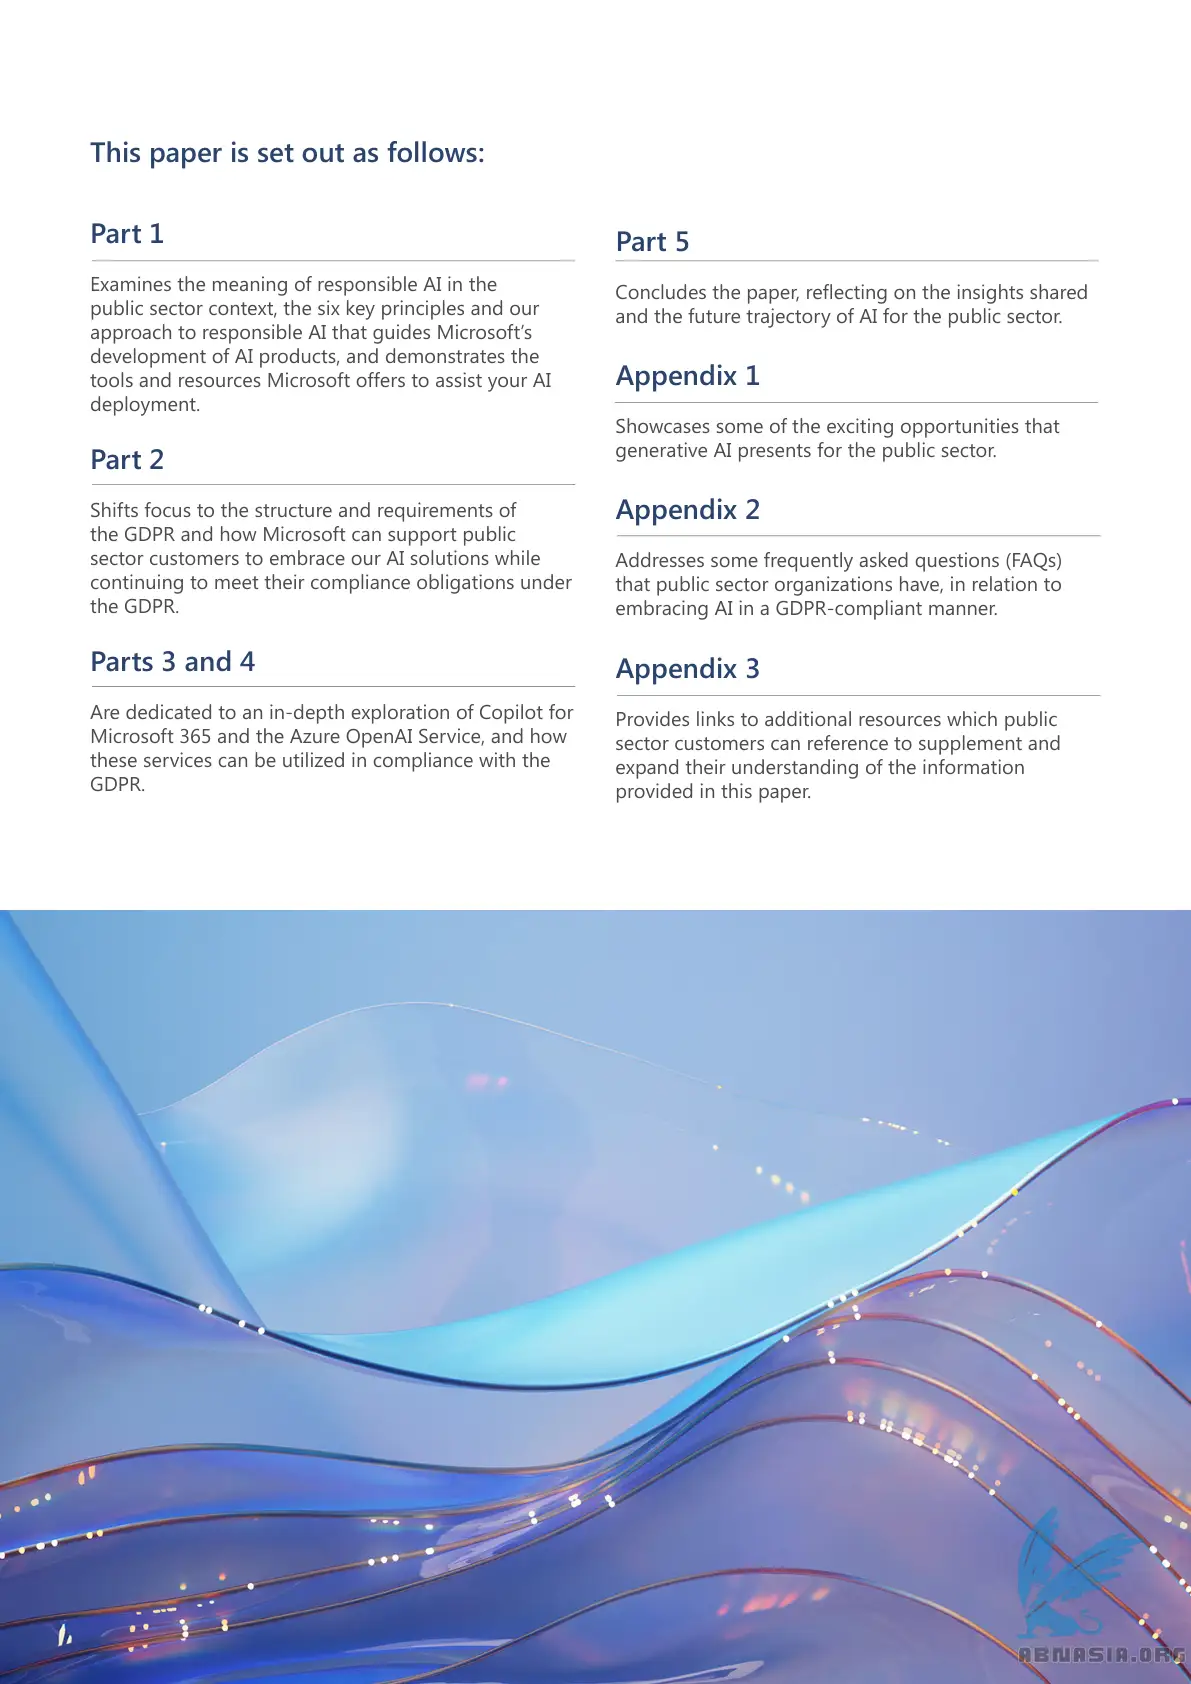 This paper is set out as follows:
Part 1
Examines the meaning of responsible AI in the
public sector context, the six key principles and our
approach to responsible AI that guides Microsoft’s
development of AI products, and demonstrates the
tools and resources Microsoft offers to assist your AI
deployment.
Part 2
Shifts focus to the structure and requirements of
the GDPR and how Microsoft can support public
sector customers to embrace our AI solutions while
continuing to meet their compliance obligations under
the GDPR.
Parts 3 and 4
Are dedicated to an in-depth exploration of Copilot for
Microsoft 365 and the Azure OpenAI Service, and how
these services can be utilized in compliance with the
GDPR.
Part 5
Concludes the paper, reflecting on the insights shared
and the future trajectory of AI for the public sector.
Appendix 1
Showcases some of the exciting opportunities that
generative AI presents for the public sector.
Appendix 2
Addresses some frequently asked questions (FAQs)
that public sector organizations have, in relation to
embracing AI in a GDPR-compliant manner.
Appendix 3
Provides links to additional resources which public
sector customers can reference to supplement and
expand their understanding of the information
provided in this paper.
ABNASIA.ORG